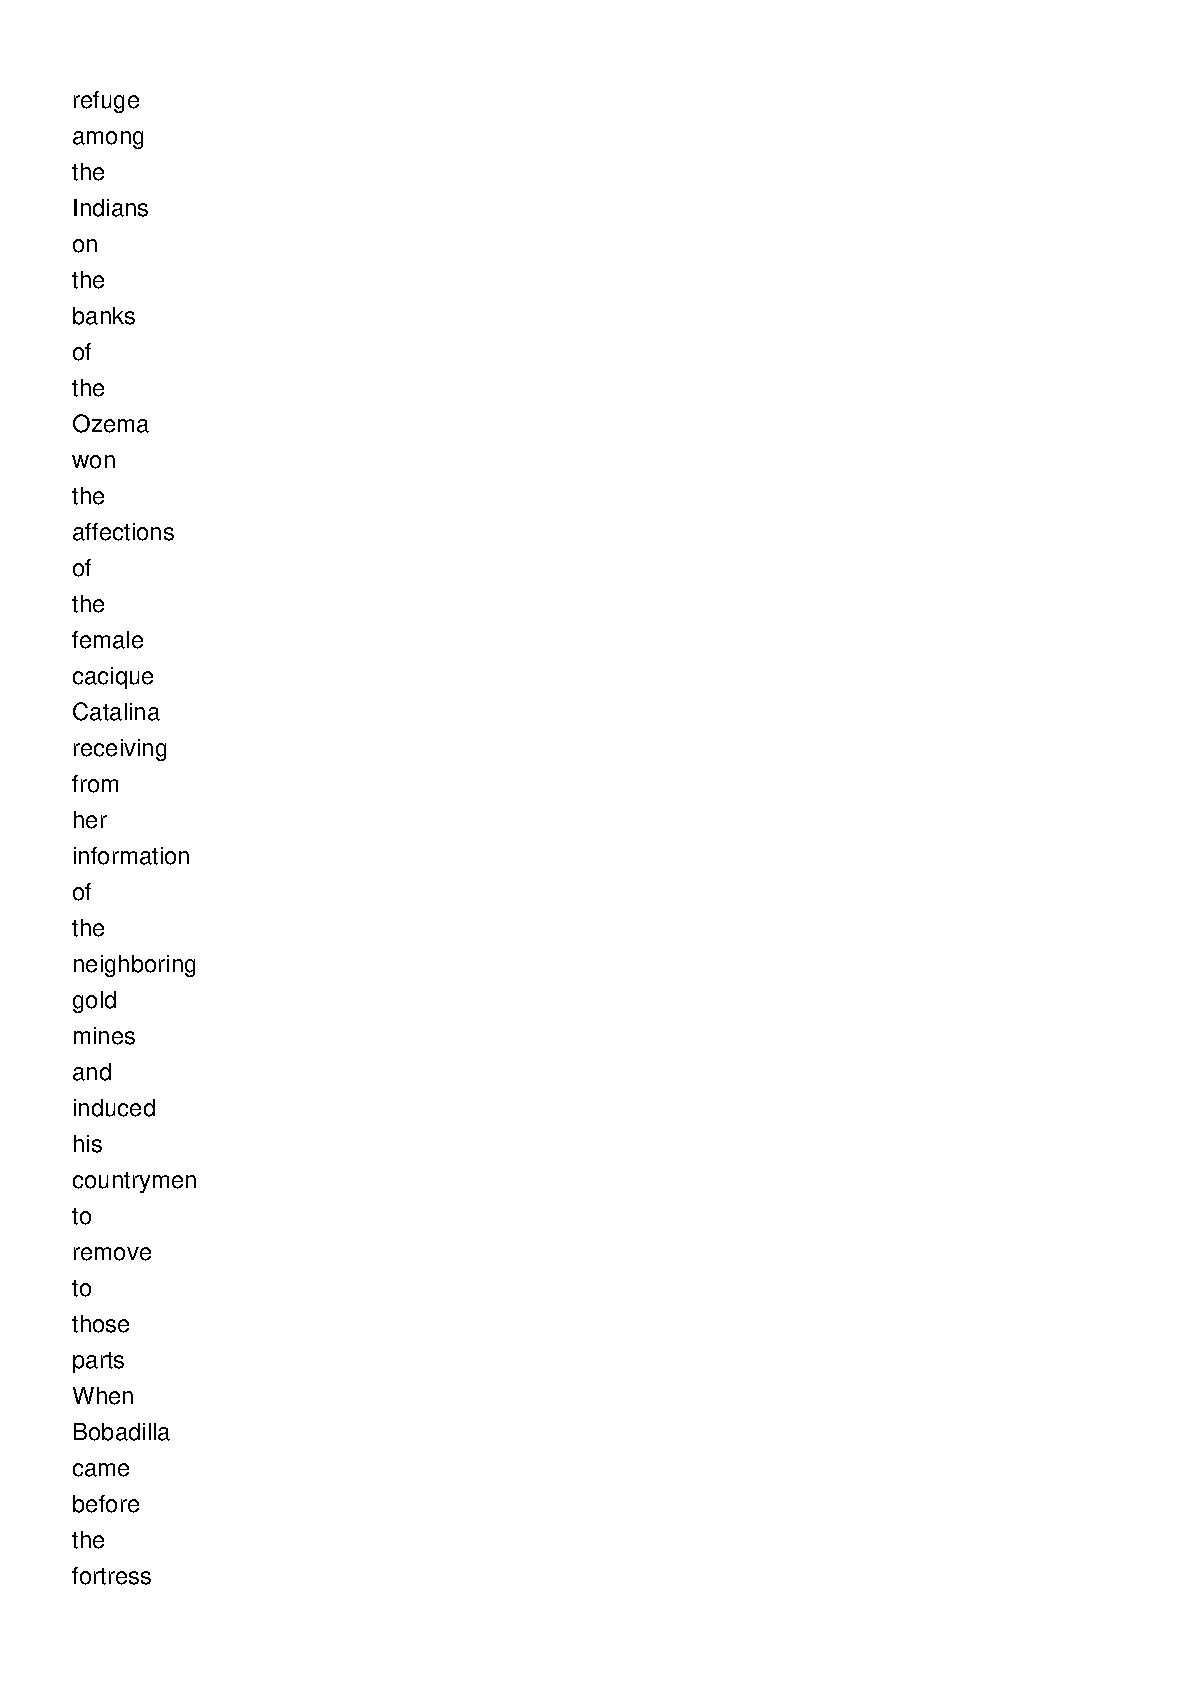 refuge
among
the
Indians
on
the
banks
of
the
Ozema
won
the
affections
of
the
female
cacique
Catalina
receiving
from
her
information
of
the
neighboring
gold
mines
and
induced
his
countrymen
to
remove
to
those
parts
When
Bobadilla
came
before
the
fortress